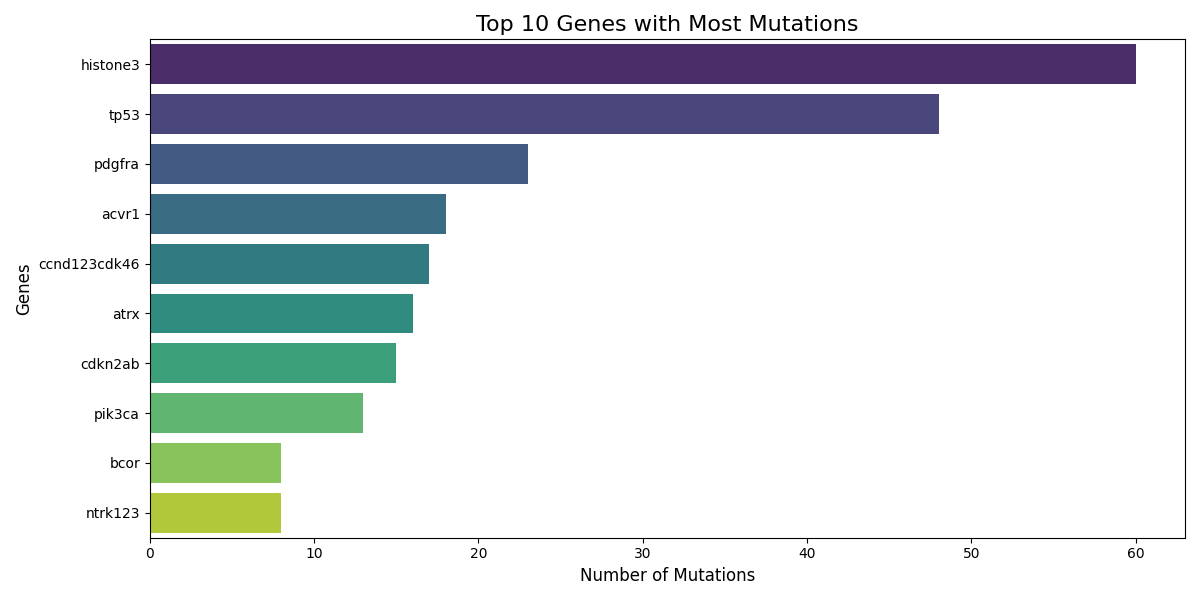 Top 10 Genes with Most Mutations
Genes
histone3
tp53
pdgfra
acvr1
ccnd123cdk46
atrx
cdkn2ab
pik3ca
bcor
ntrk123
0 10 20 30 40 50 60
Number of Mutations